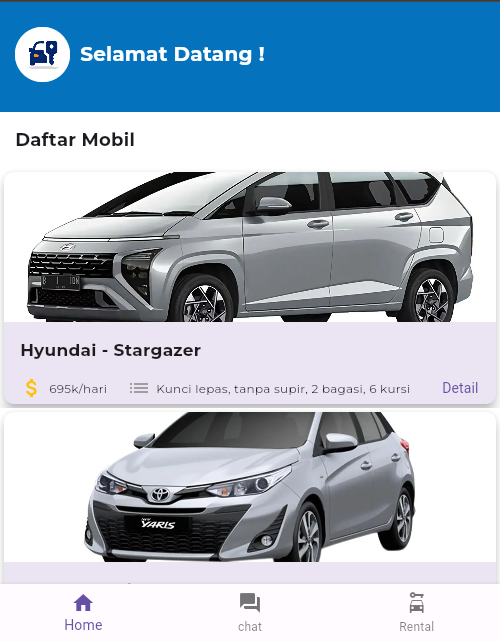 Selamat Datang !
Daftar Mobil
Hyundai - Stargazer
695k/hari
Kunci lepas, tanpa supir, 2 bagasi, 6 kursi
Detail
YARIS
Home
chat
Rental